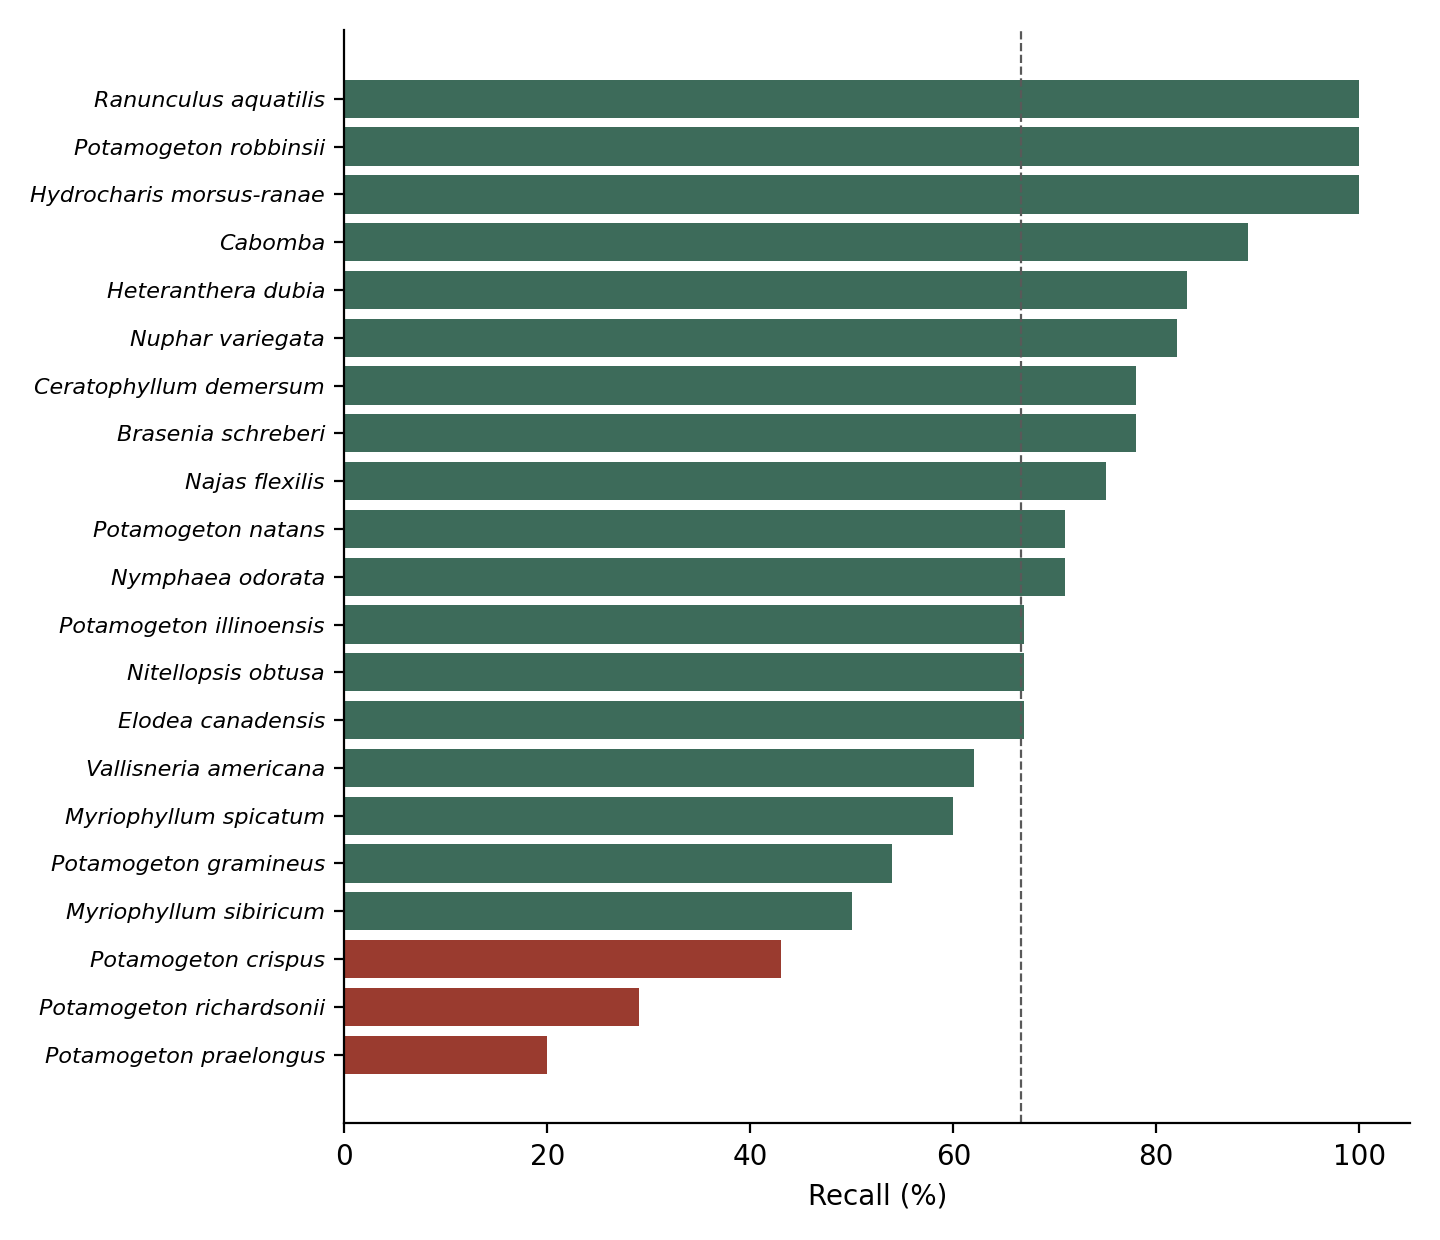 Ranunculus aquatilis
Potamogeton robbinsii
Hydrocharis morsus-ranae
Cabomba
Heteranthera dubia
Nuphar variegata
Ceratophyllum demersum
Brasenia schreberi
Najas flexilis
Potamogeton natans
Nymphaea odorata
Potamogeton illinoensis
Nitellopsis obtusa
Elodea canadensis
Vallisneria americana
Myriophyllum spicatum
Potamogeton gramineus
Myriophyllum sibiricum
Potamogeton crispus
Potamogeton richardsonii
Potamogeton praelongus
0 20 40 60 80 100
Recall (%)